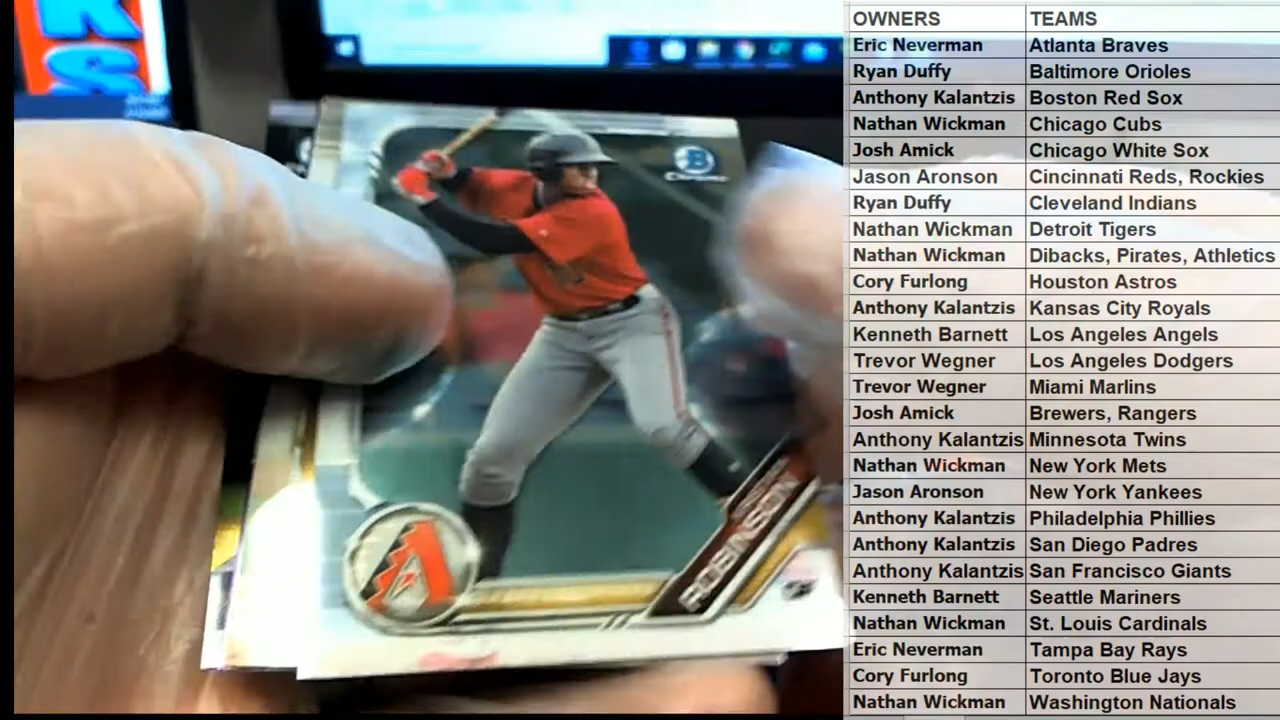 K
S
B
Chrome
ROBINSON
A
OWNERS TEAMS
Eric Neverman Atlanta Braves
Ryan Duffy Baltimore Orioles
Anthony Kalantzis Boston Red Sox
Nathan Wickman Chicago Cubs
Josh Amick Chicago White Sox
Jason Aronson Cincinnati Reds, Rockies
Ryan Duffy Cleveland Indians
Nathan Wickman Detroit Tigers
Nathan Wickman Dibacks, Pirates, Athletics
Cory Furlong Houston Astros
Anthony Kalantzis Kansas City Royals
Kenneth Barnett Los Angeles Angels
Trevor Wegner Los Angeles Dodgers
Trevor Wegner Miami Marlins
Josh Amick Brewers, Rangers
Anthony Kalantzis Minnesota Twins
Nathan Wickman New York Mets
Jason Aronson New York Yankees
Anthony Kalantzis Philadelphia Phillies
Anthony Kalantzis San Diego Padres
Anthony Kalantzis San Francisco Giants
Kenneth Barnett Seattle Mariners
Nathan Wickman St. Louis Cardinals
Eric Neverman Tampa Bay Rays
Cory Furlong Toronto Blue Jays
Nathan Wickman Washington Nationals